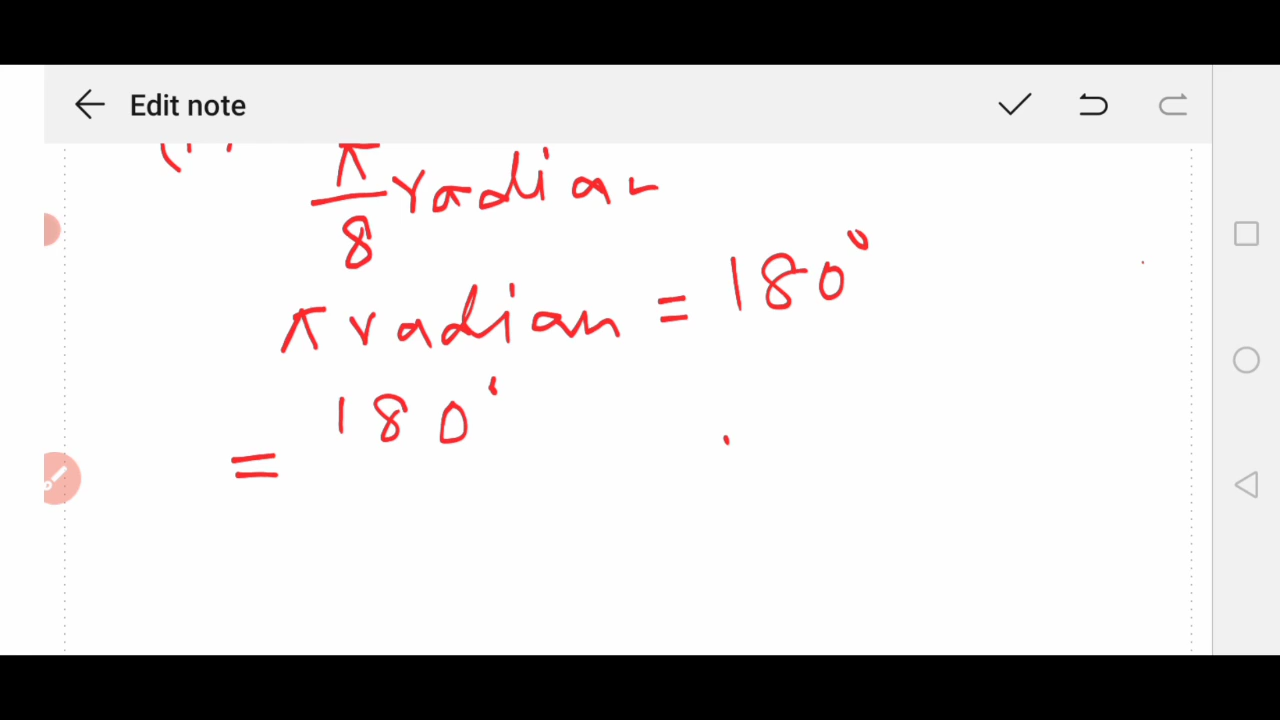 Edit note
π
8 radian
π radian = 180°
= 180°